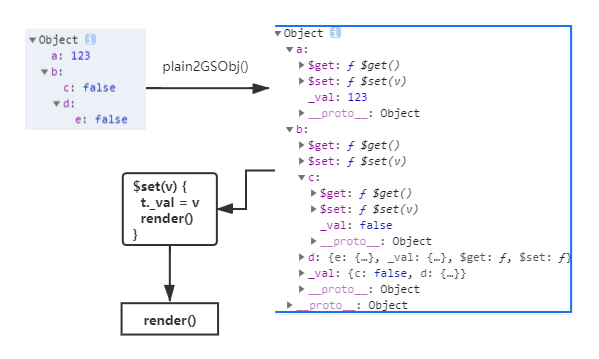 ▼Object i
a: 123
▼b:
c: false
▼d:
e: false
plain2GSObj()
▼Object i
▼a:
▶$get: ƒ $get()
▶$set: ƒ $set(v)
_val: 123
▶__proto__: Object
▼b:
▶$get: ƒ $get()
▶$set: ƒ $set(v)
▼c:
▶$get: ƒ $get()
▶$set: ƒ $set(v)
_val: false
▶__proto__: Object
▶d: {e: {…}, _val: {…}, $get: ƒ, $set: ƒ}
▶_val: {c: false, d: {…}}
▶__proto__: Object
▶__proto__: Object
$set(v) {
t._val = v
render()
}
render()